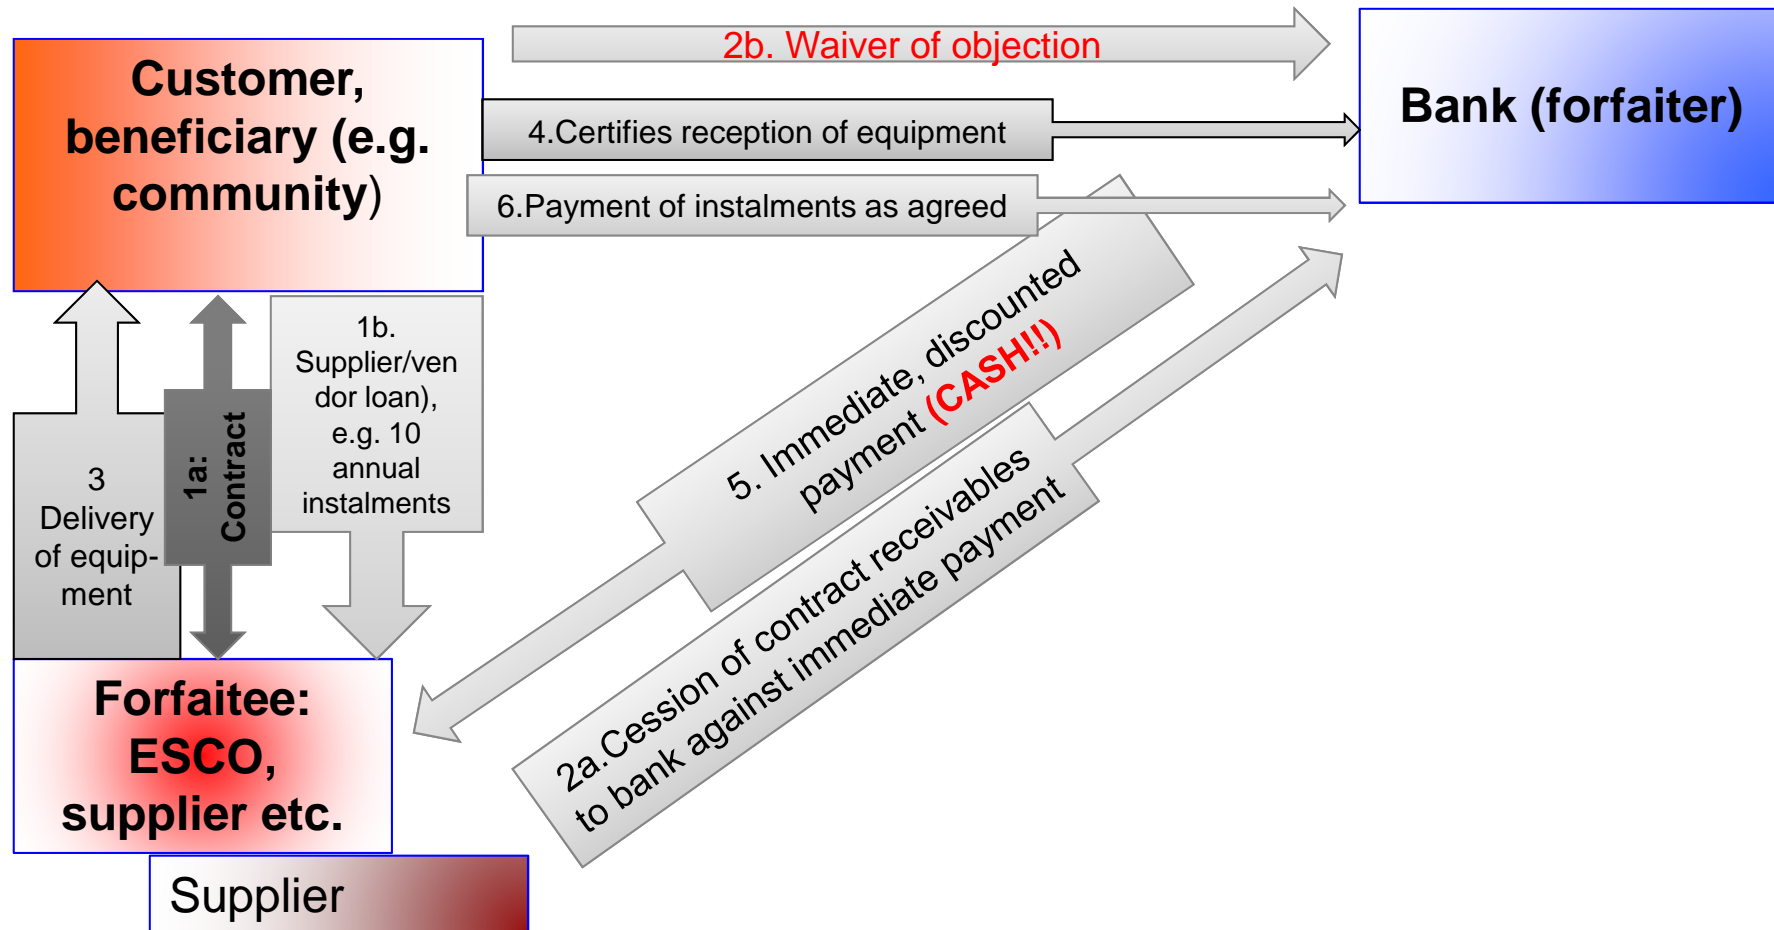 2b. Waiver of objection
Customer,
beneficiary (e.g.
community)
Bank (forfaiter)
4.Certifies reception of equipment
6.Payment of instalments as agreed
1b.
Supplier/ven
dor loan),
e.g. 10
annual
instalments
1a:
Contract
3
Delivery
of equip-
ment
5. Immediate, discounted
payment (CASH!!)
2a.Cession of contract receivables
to bank against immediate payment
Forfaitee:
ESCO,
supplier etc.
Supplier